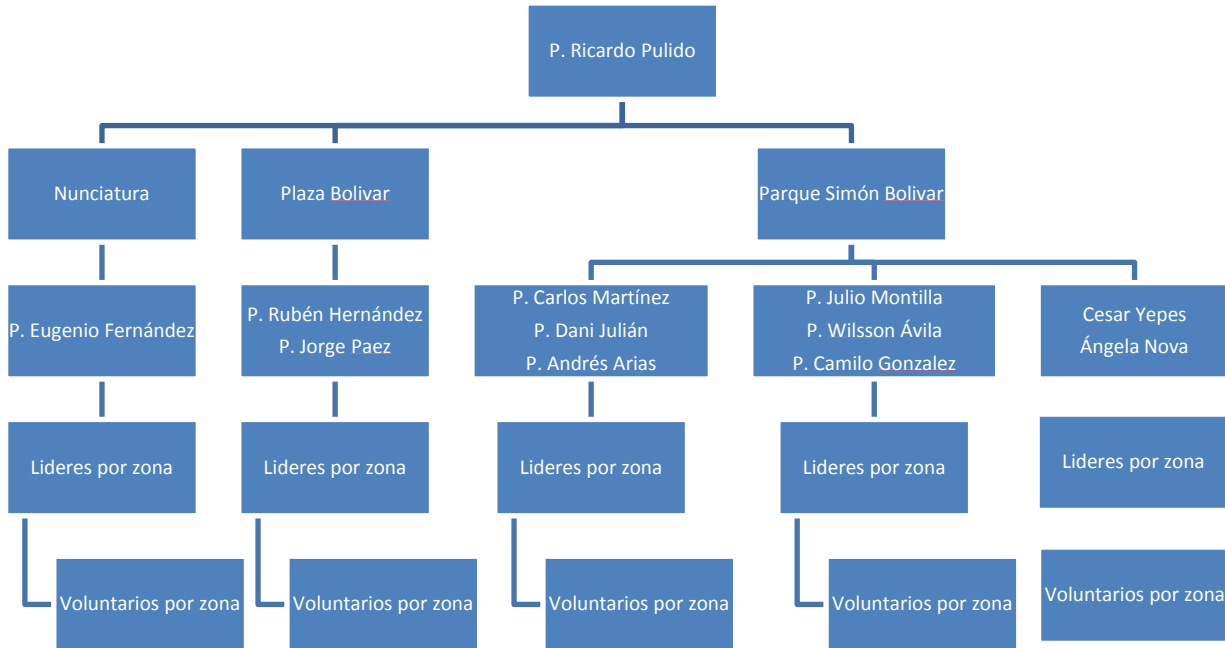 P. Ricardo Pulido
Nunciatura
Plaza Bolivar
Parque Simón Bolivar
P. Eugenio Fernández
P. Rubén Hernández
P. Jorge Paez
P. Carlos Martínez
P. Dani Julián
P. Andrés Arias
P. Julio Montilla
P. Wilsson Ávila
P. Camilo Gonzalez
Cesar Yepes
Ángela Nova
Lideres por zona
Lideres por zona
Lideres por zona
Lideres por zona
Lideres por zona
Voluntarios por zona
Voluntarios por zona
Voluntarios por zona
Voluntarios por zona
Voluntarios por zona